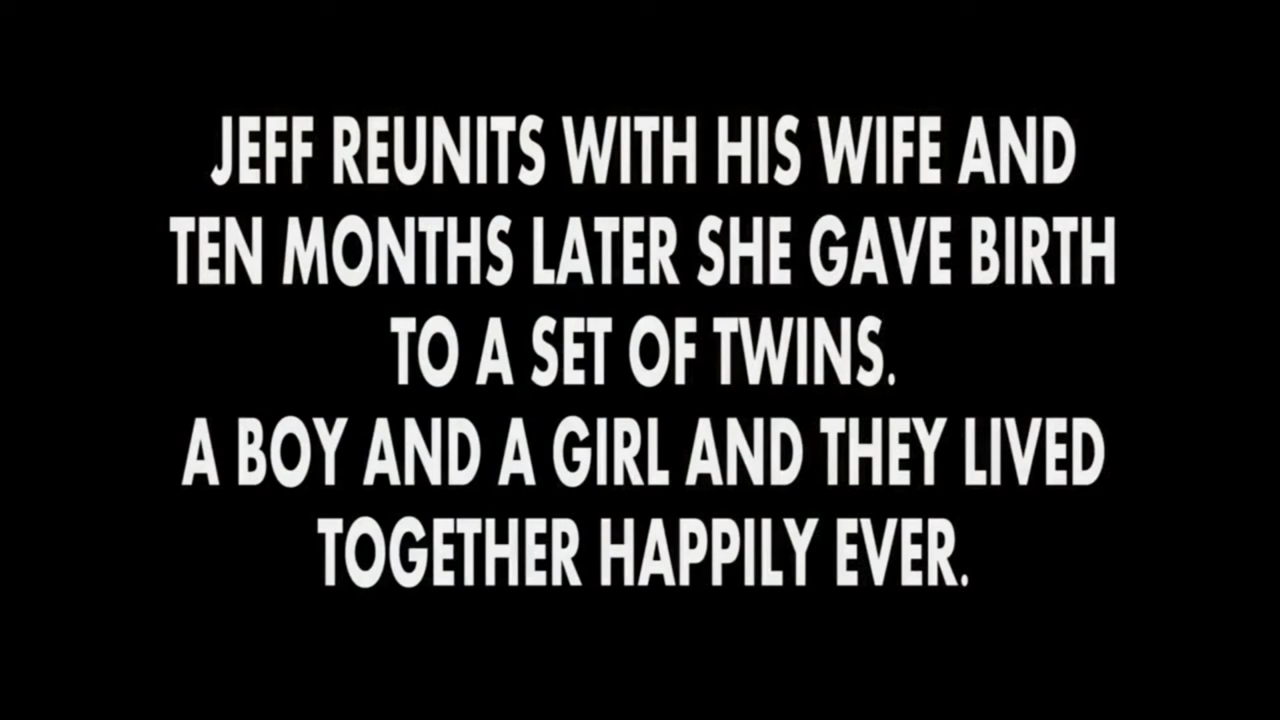 JEFF REUNITS WITH HIS WIFE AND
TEN MONTHS LATER SHE GAVE BIRTH
TO A SET OF TWINS.
A BOY AND A GIRL AND THEY LIVED
TOGETHER HAPPILY EVER.